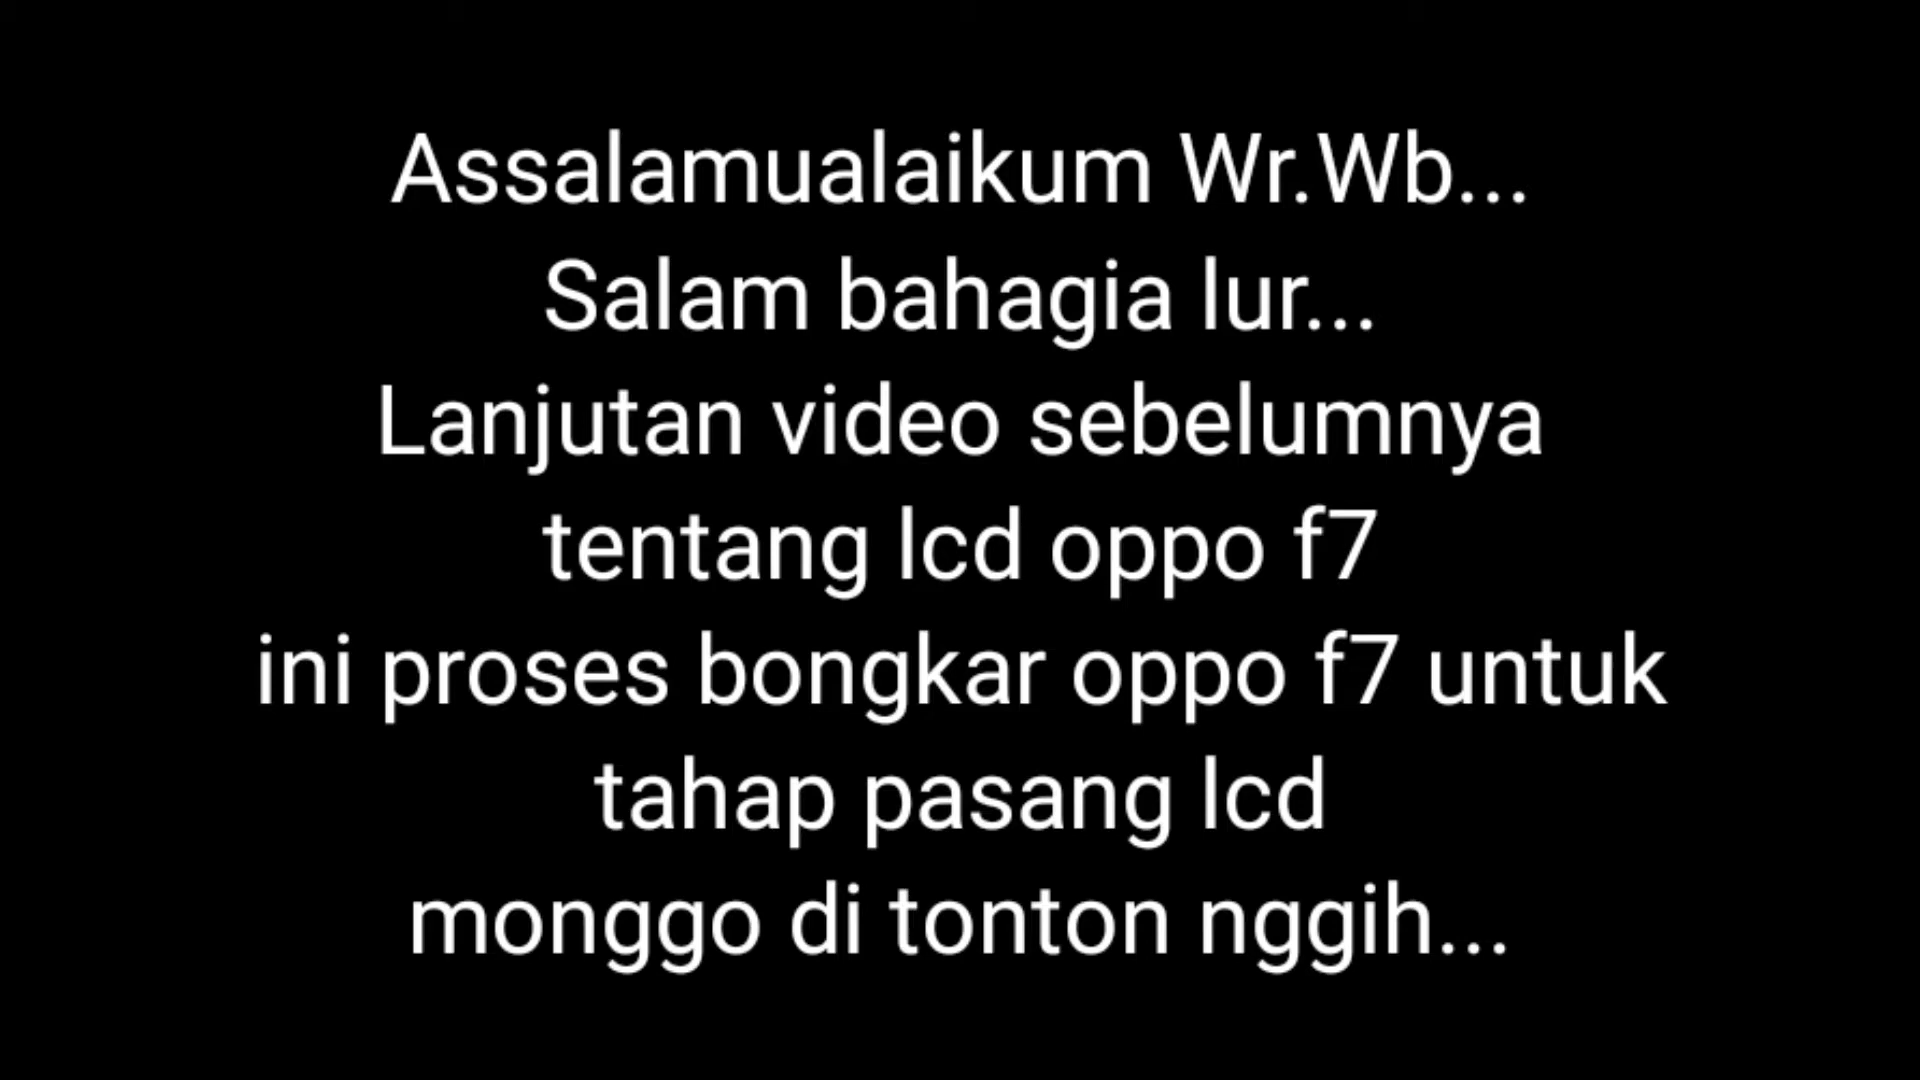 Assalamualaikum Wr.Wb...
Salam bahagia lur...
Lanjutan video sebelumnya
tentang lcd oppo f7
ini proses bongkar oppo f7 untuk
tahap pasang lcd
monggo di tonton nggih...